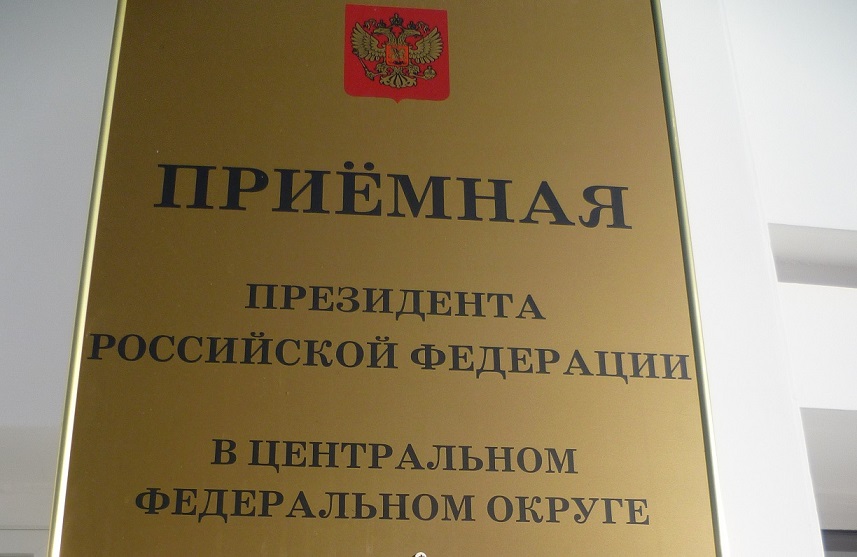 ПРИЁМНАЯ
ПРЕЗИДЕНТА
РОССИЙСКОЙ ФЕДЕРАЦИИ
В ЦЕНТРАЛЬНОМ
ФЕДЕРАЛЬНОМ ОКРУГЕ